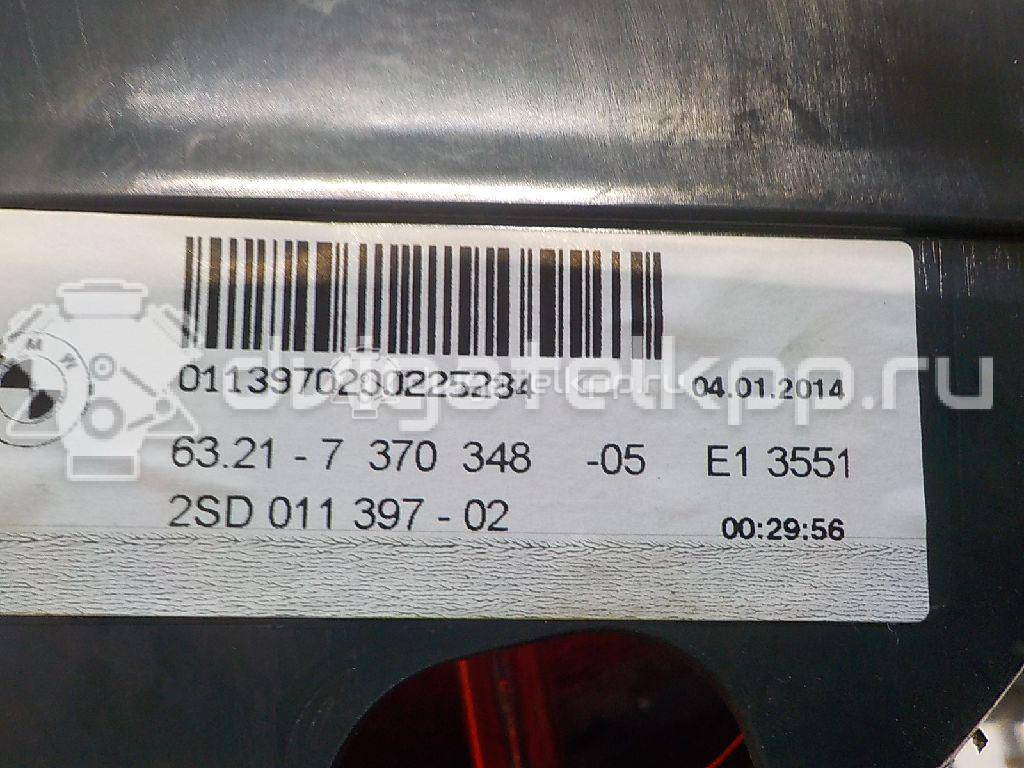 0113970200225234 04.01.2014
63.21 - 7 370 348 -05 E1 3551
2SD 011 397 - 02 00:29:56
M W
dvigatelkpp.ru